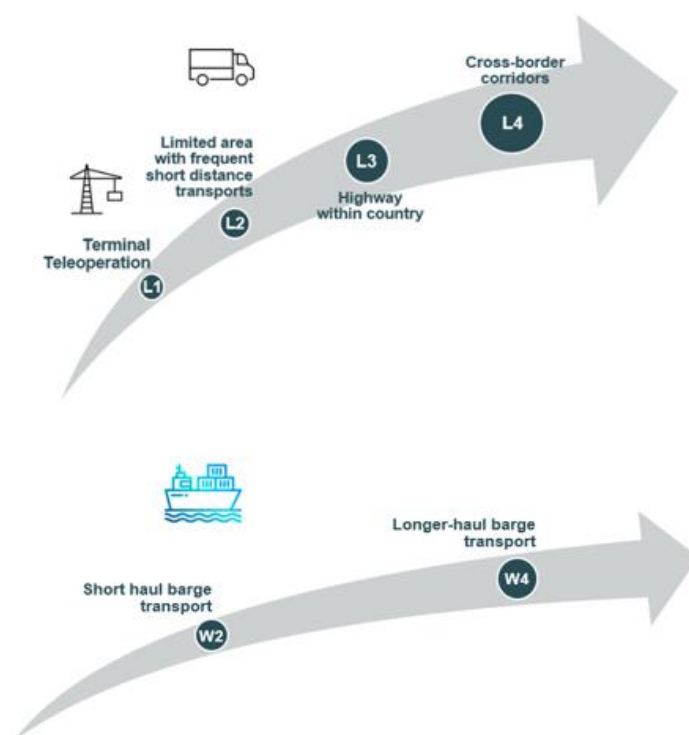 Cross-border
corridors
L4
Limited area
with frequent
short distance
transports
L3
Highway
within country
L2
Terminal
Teleoperation
L1
Longer-haul barge
transport
W4
Short haul barge
transport
W2